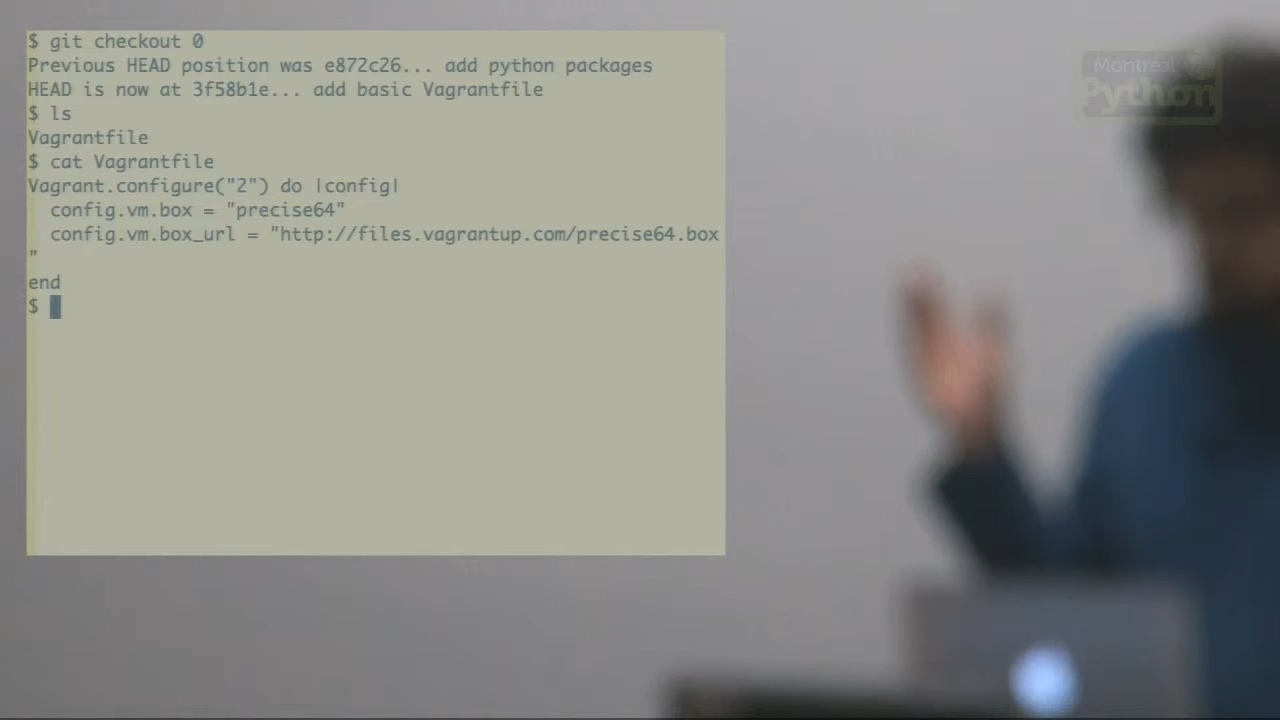 $ git checkout 0
Previous HEAD position was e872c26... add python packages
HEAD is now at 3f58b1e... add basic Vagrantfile
$ ls
Vagrantfile
$ cat Vagrantfile
Vagrant.configure("2") do |config|
  config.vm.box = "precise64"
  config.vm.box_url = "http://files.vagrantup.com/precise64.box
"
end
$
Montréal
Python